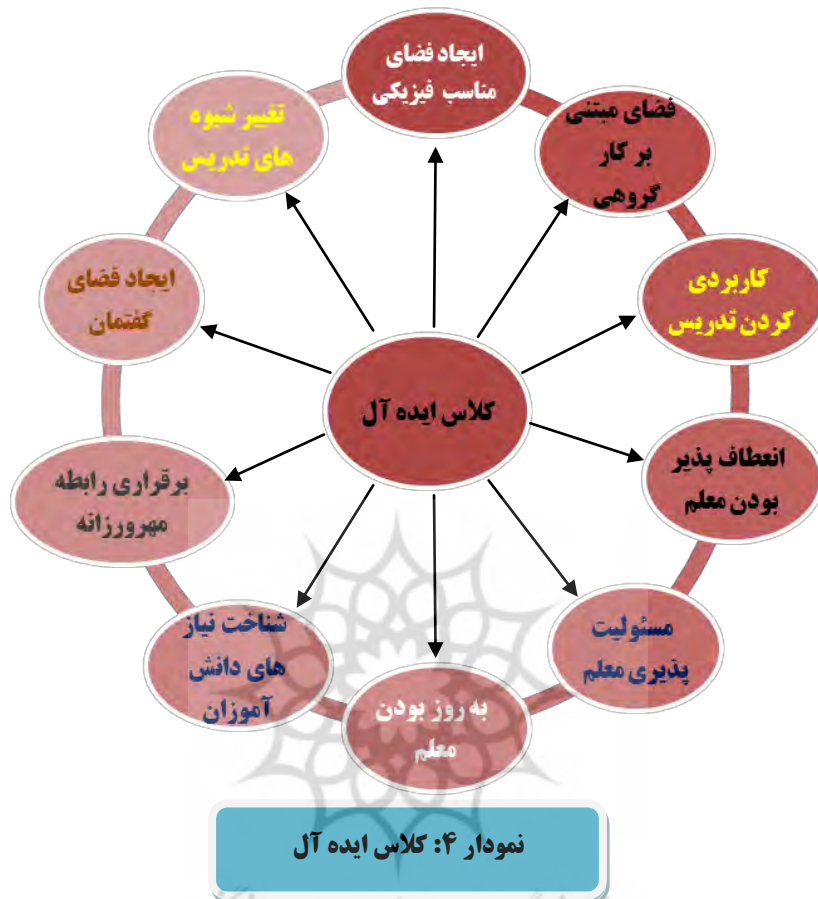 ایجاد فضای
مناسب فیزیکی
فضای مبتنی
بر کار
گروهی
کاربردی
کردن تدریس
انعطاف پذیر
بودن معلم
مسئولیت
پذیری معلم
به روز بودن
معلم
شناخت نیاز
های دانش
آموزان
برقراری رابطه
مهرورزانه
ایجاد فضای
گفتمان
تغییر شیوه
های تدریس
کلاس ایده آل
نمودار ۴: کلاس ایده آل